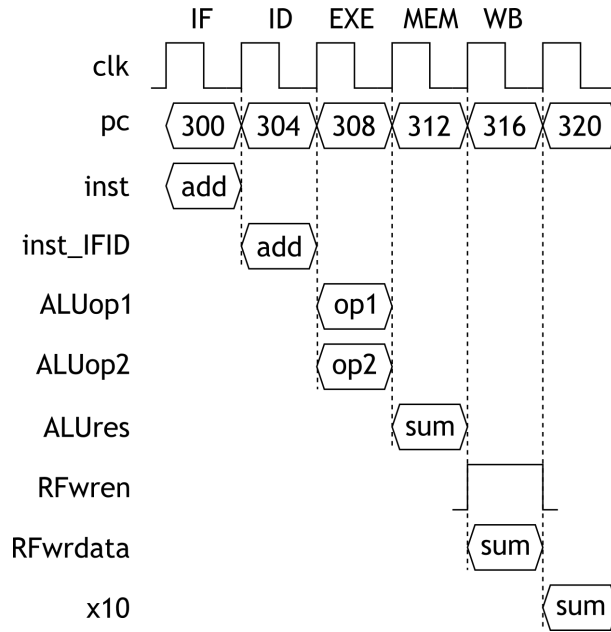 IF ID EXE MEM WB
clk
pc 300 304 308 312 316 320
inst add
inst_IFID add
ALUop1 op1
ALUop2 op2
ALUres sum
RFwren
RFwrdata sum
x10 sum